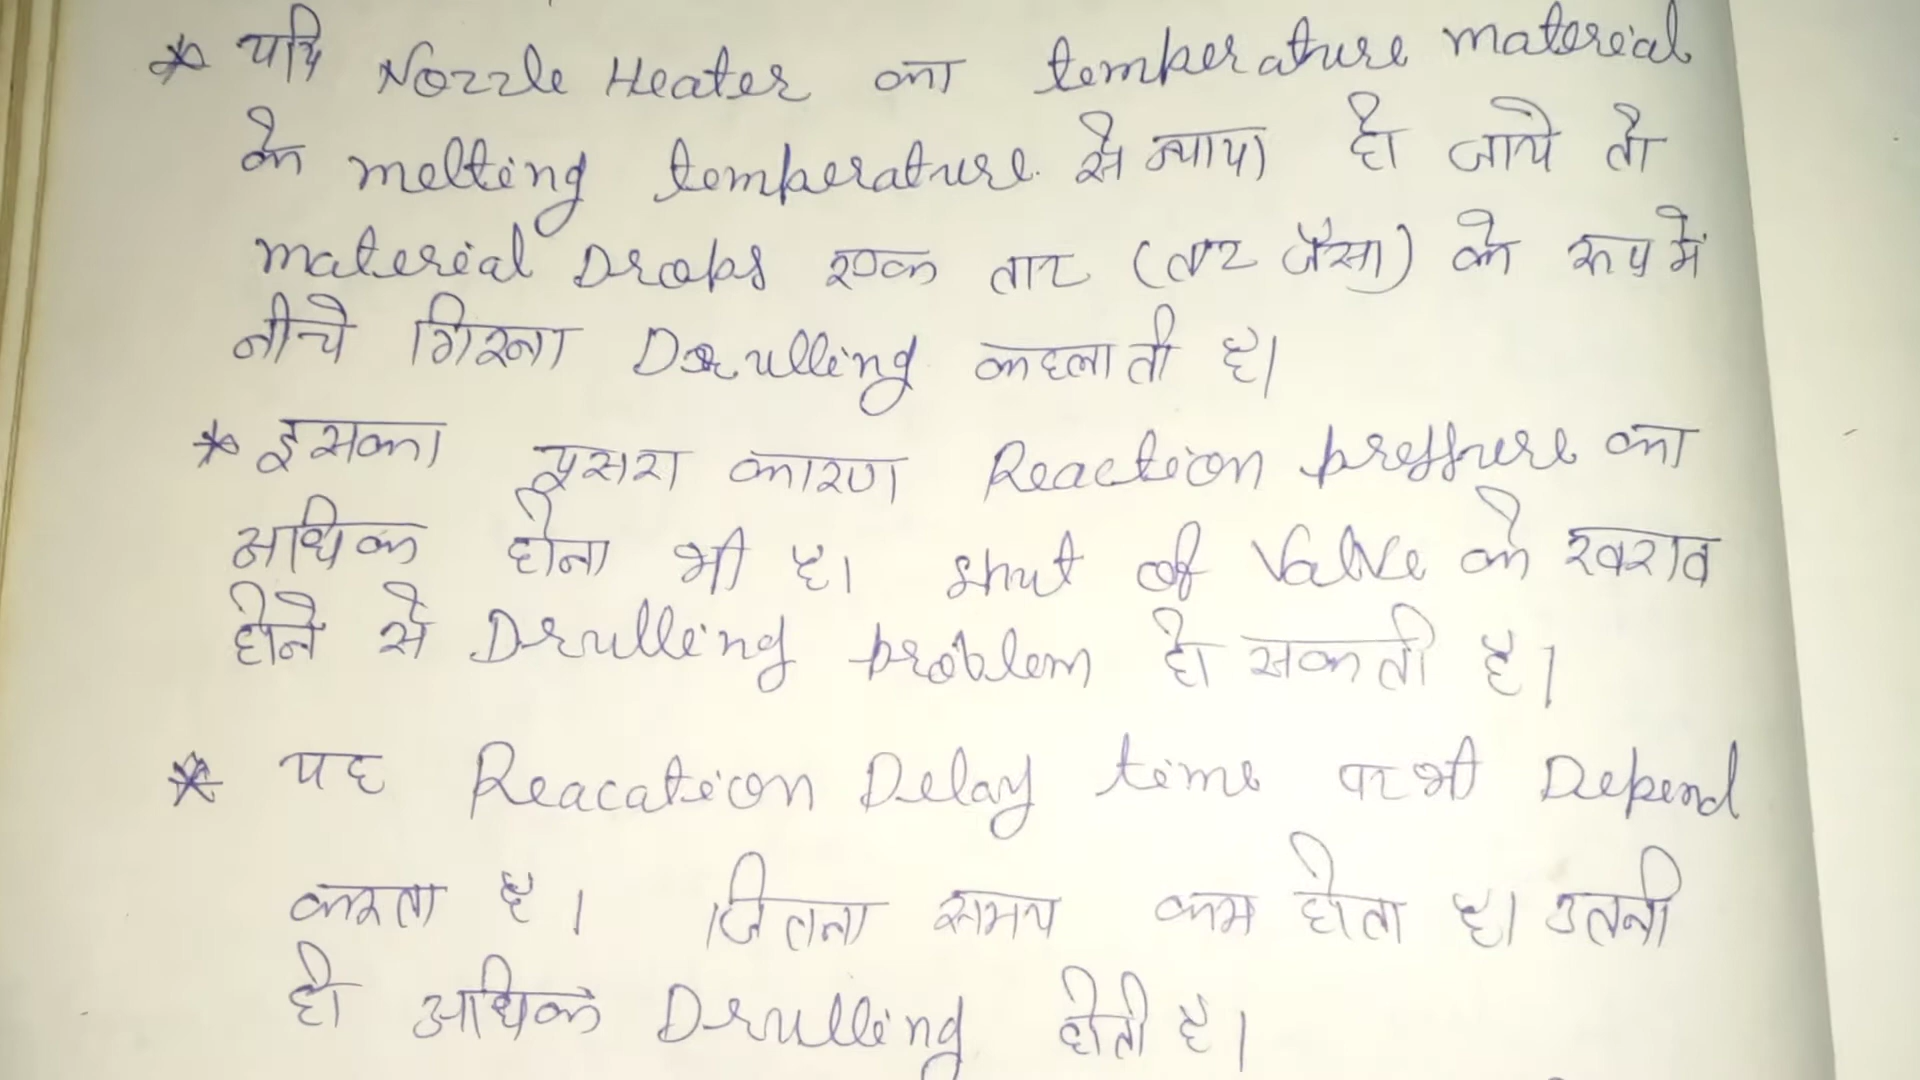 * यदि Nozzle Heater का temperature material
के melting temperature से ज्यादा हो जाये तो
material Drops एक तार (तार जैसा) के रूप में
नीचे गिरना Drulling कहलाती है।
* इसका दूसरा कारण Reaction pressure का
अधिक होना भी है। shut of Valve के खराब
होने से Drulling problem हो सकती है।
* यह Reacation Delay time पर भी Depend
करता है। जितना समय कम होता है। उतनी
ही अधिक Drulling होती है।